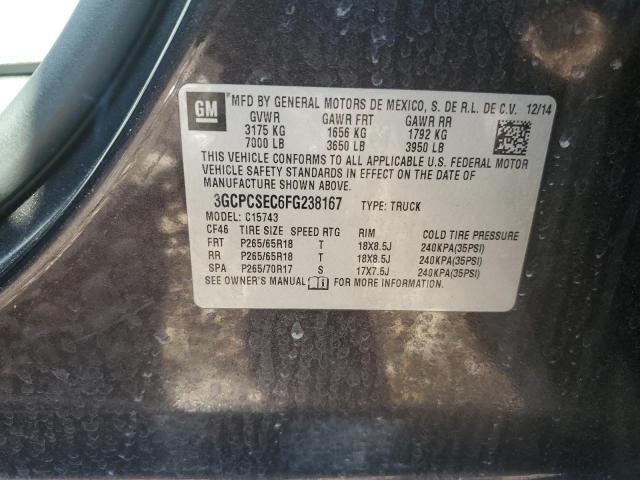 GM MFD BY GENERAL MOTORS DE MEXICO, S. DE R.L. DE C.V. 12/14
GVWR GAWR FRT GAWR RR
3175 KG 1656 KG 1792 KG
7000 LB 3650 LB 3950 LB
THIS VEHICLE CONFORMS TO ALL APPLICABLE U.S. FEDERAL MOTOR
VEHICLE SAFETY STANDARDS IN EFFECT ON THE DATE OF
MANUFACTURE SHOWN ABOVE.
3GCPCSEC6FG238167 TYPE: TRUCK
MODEL: C15743
CF46 TIRE SIZE SPEED RTG RIM COLD TIRE PRESSURE
FRT P265/65R18 T 18X8.5J 240KPA(35PSI)
RR P265/65R18 T 18X8.5J 240KPA(35PSI)
SPA P265/70R17 S 17X7.5J 240KPA(35PSI)
SEE OWNER'S MANUAL FOR MORE INFORMATION.